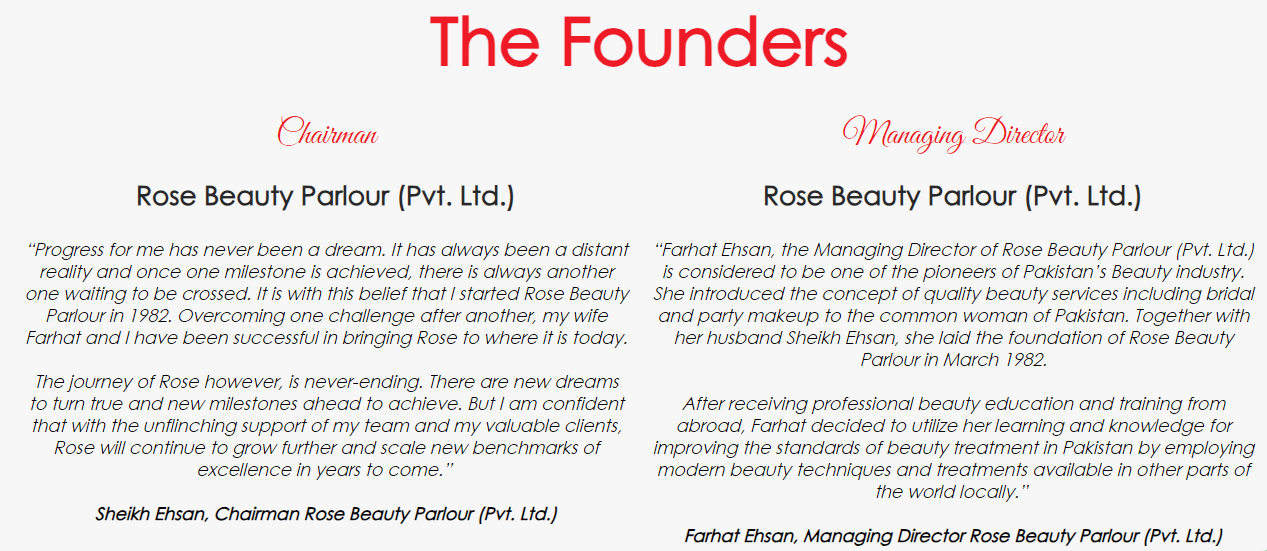 The Founders
Chairman
Rose Beauty Parlour (Pvt. Ltd.)
“Progress for me has never been a dream. It has always been a distant
reality and once one milestone is achieved, there is always another
one waiting to be crossed. It is with this belief that I started Rose Beauty
Parlour in 1982. Overcoming one challenge after another, my wife
Farhat and I have been successful in bringing Rose to where it is today.
The journey of Rose however, is never-ending. There are new dreams
to turn true and new milestones ahead to achieve. But I am confident
that with the unflinching support of my team and my valuable clients,
Rose will continue to grow further and scale new benchmarks of
excellence in years to come.”
Sheikh Ehsan, Chairman Rose Beauty Parlour (Pvt. Ltd.)
Managing Director
Rose Beauty Parlour (Pvt. Ltd.)
“Farhat Ehsan, the Managing Director of Rose Beauty Parlour (Pvt. Ltd.)
is considered to be one of the pioneers of Pakistan’s Beauty industry.
She introduced the concept of quality beauty services including bridal
and party makeup to the common woman of Pakistan. Together with
her husband Sheikh Ehsan, she laid the foundation of Rose Beauty
Parlour in March 1982.
After receiving professional beauty education and training from
abroad, Farhat decided to utilize her learning and knowledge for
improving the standards of beauty treatment in Pakistan by employing
modern beauty techniques and treatments available in other parts of
the world locally.”
Farhat Ehsan, Managing Director Rose Beauty Parlour (Pvt. Ltd.)